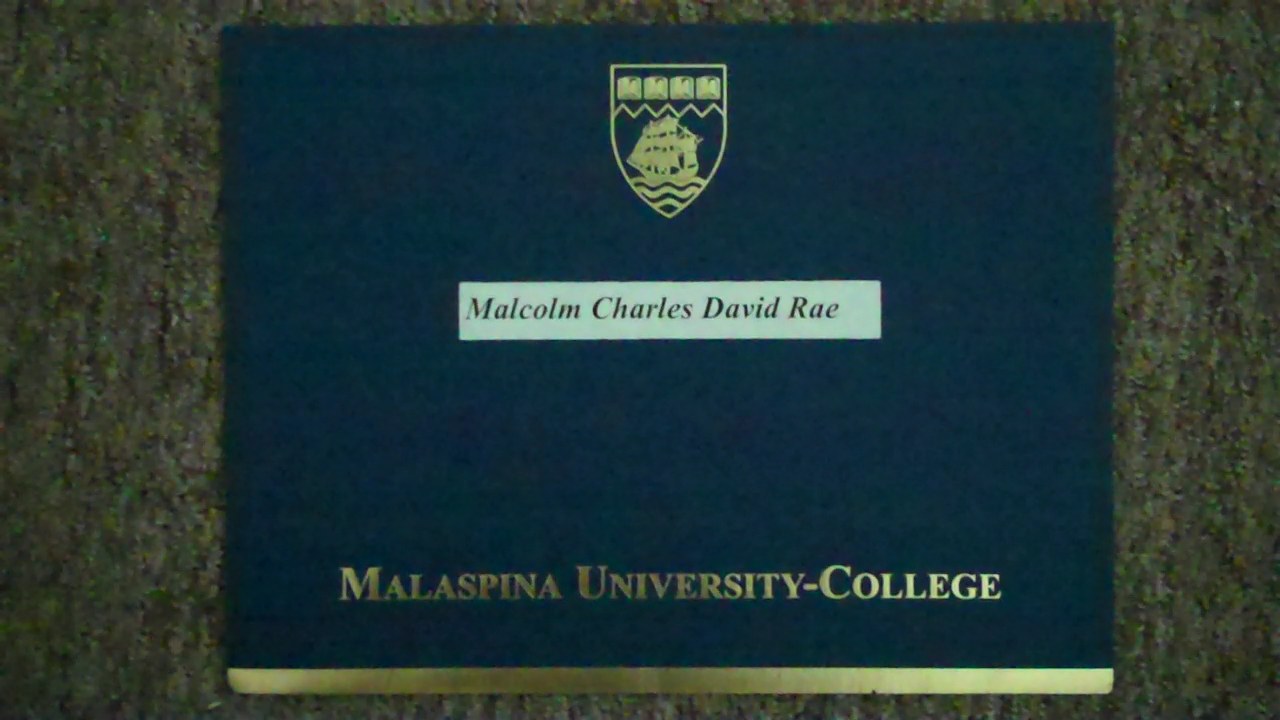 Malcolm Charles David Rae
MALASPINA UNIVERSITY-COLLEGE